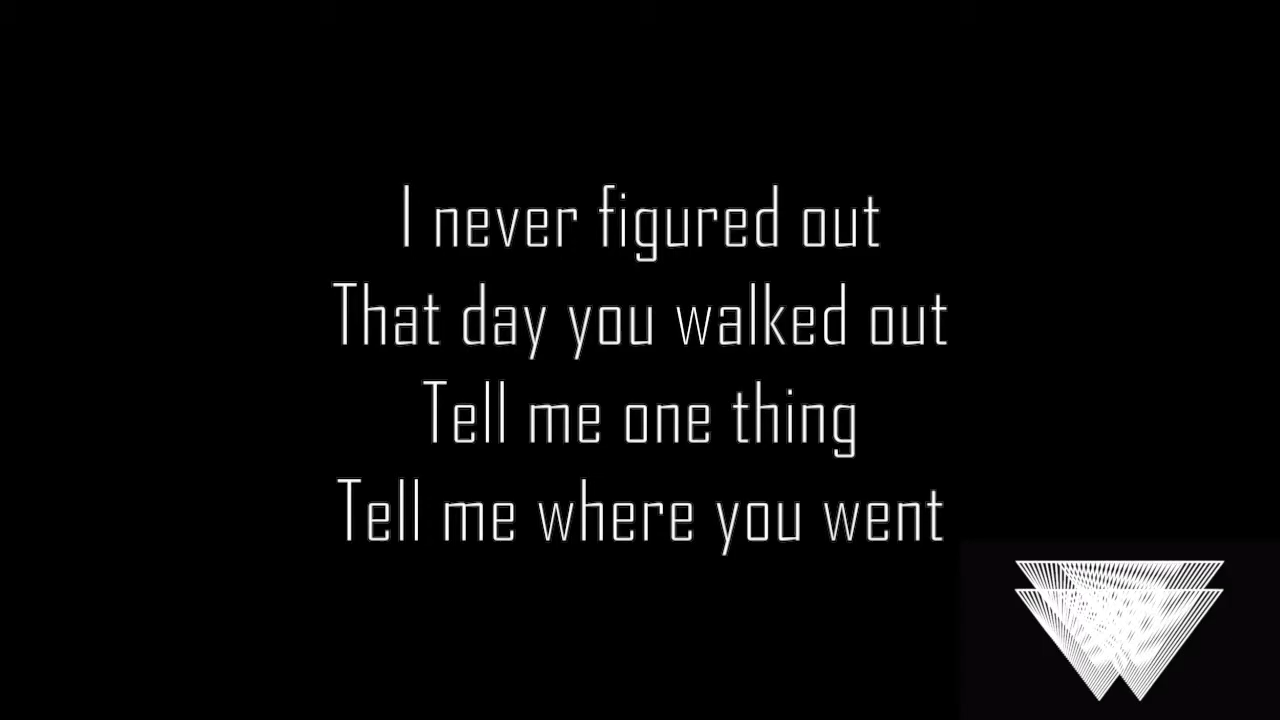 I never figured out
That day you walked out
Tell me one thing
Tell me where you went